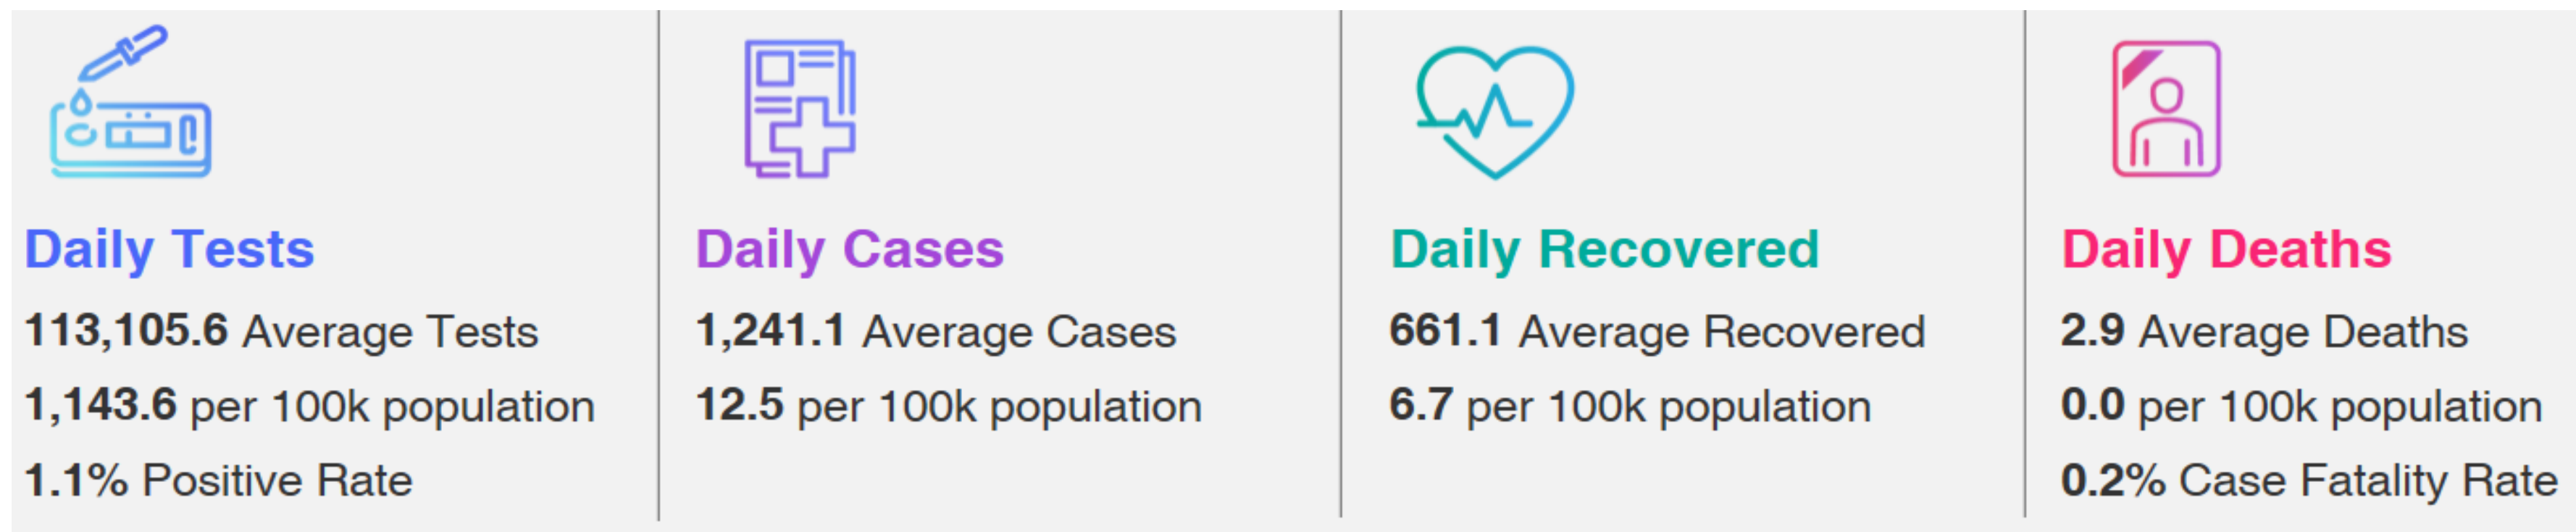 Daily Tests
113,105.6 Average Tests
1,143.6 per 100k population
1.1% Positive Rate
Daily Cases
1,241.1 Average Cases
12.5 per 100k population
Daily Recovered
661.1 Average Recovered
6.7 per 100k population
Daily Deaths
2.9 Average Deaths
0.0 per 100k population
0.2% Case Fatality Rate